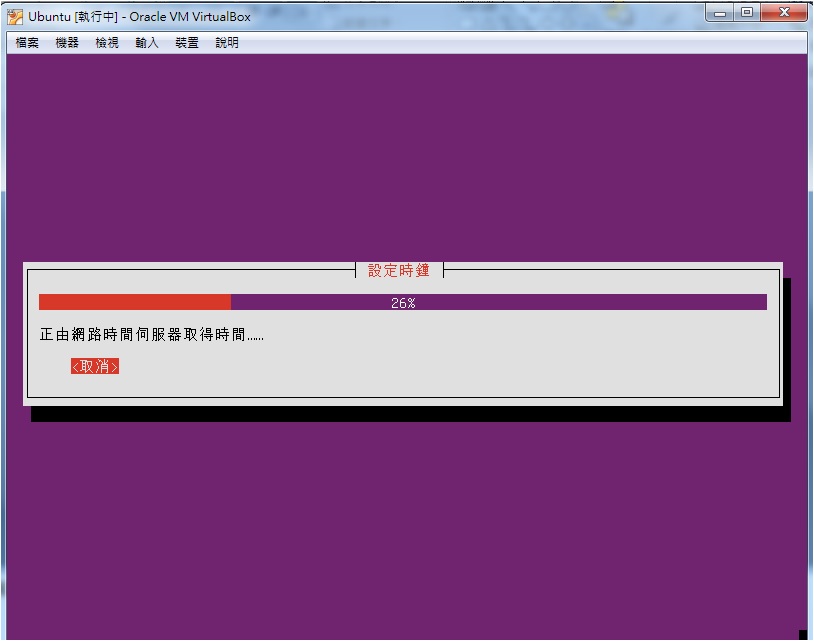 Ubuntu [執行中] - Oracle VM VirtualBox
檔案 機器 檢視 輸入 裝置 說明
設定時鐘
26%
正由網路時間伺服器取得時間……
<取消>